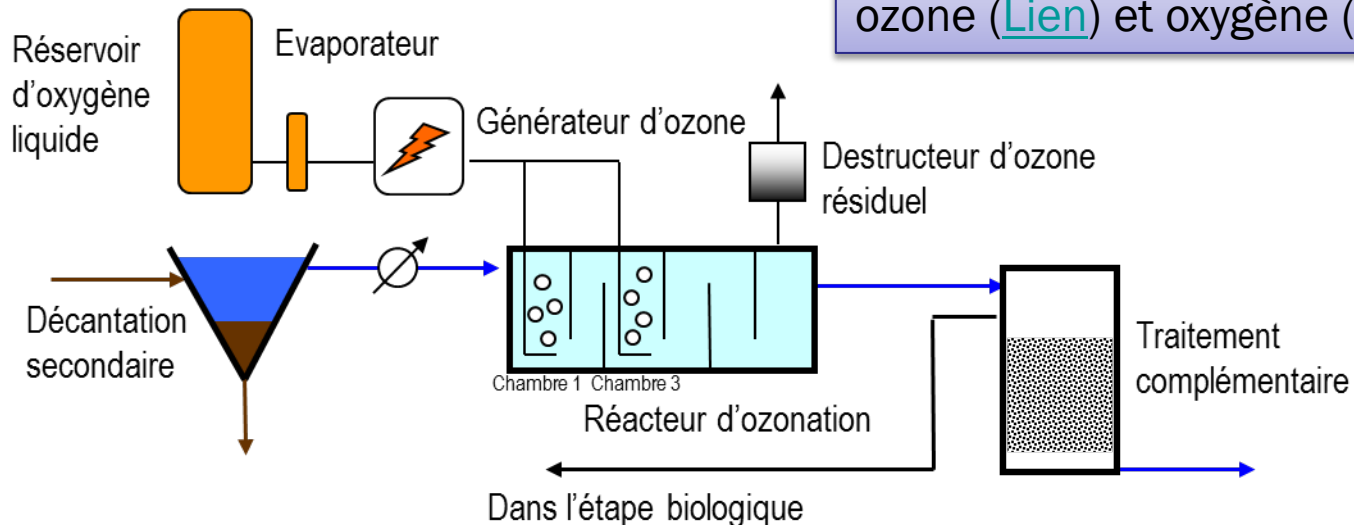 ozone (Lien) et oxygène (
Réservoir
d'oxygène
liquide
Evaporateur
Générateur d'ozone
Destructeur d'ozone
résiduel
Décantation
secondaire
Chambre 1 Chambre 3
Réacteur d'ozonation
Traitement
complémentaire
Dans l'étape biologique